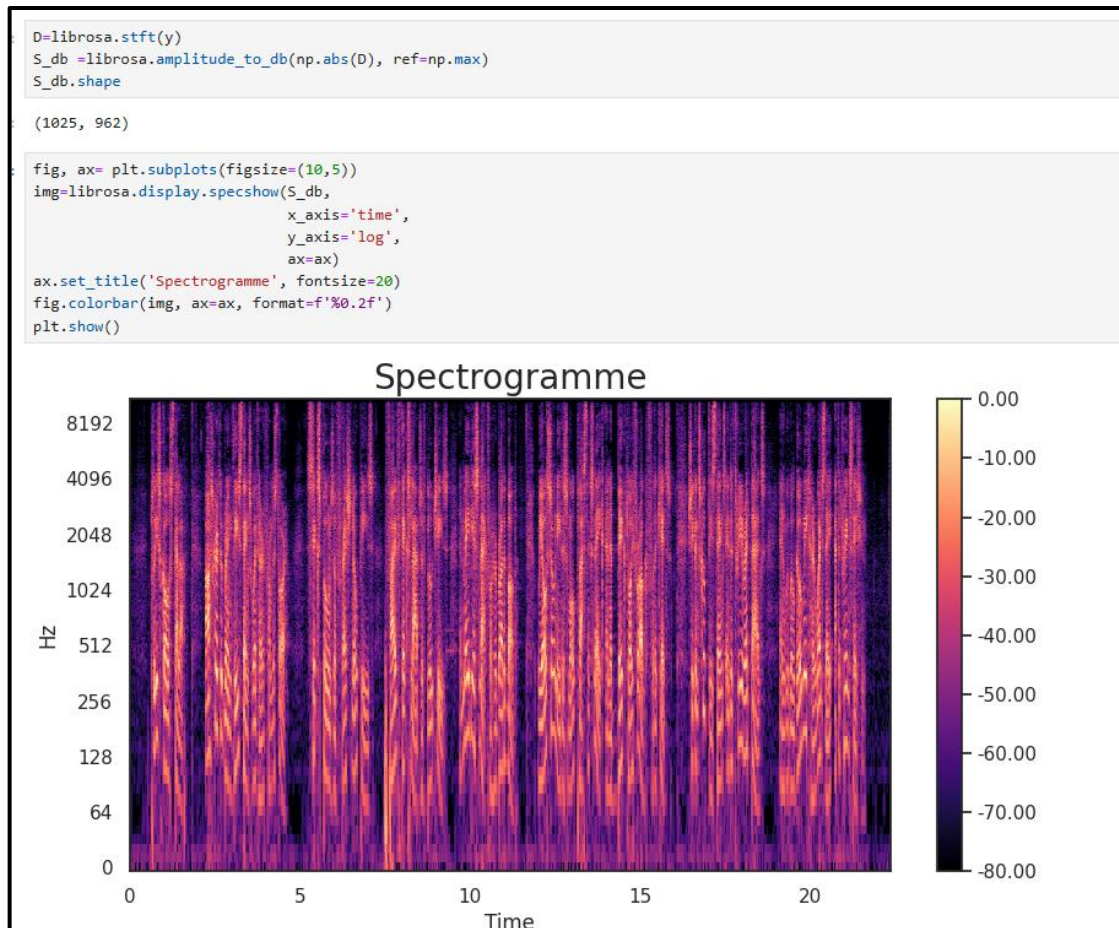 D=librosa.stft(y)
S_db =librosa.amplitude_to_db(np.abs(D), ref=np.max)
S_db.shape
(1025, 962)
fig, ax= plt.subplots(figsize=(10,5))
img=librosa.display.specshow(S_db,
x_axis='time',
y_axis='log',
ax=ax)
ax.set_title('Spectrogramme', fontsize=20)
fig.colorbar(img, ax=ax, format=f'%0.2f')
plt.show()
Spectrogramme
8192
4096
2048
1024
512
256
128
64
0
Hz
0 5 10 15 20
Time
0.00
-10.00
-20.00
-30.00
-40.00
-50.00
-60.00
-70.00
-80.00